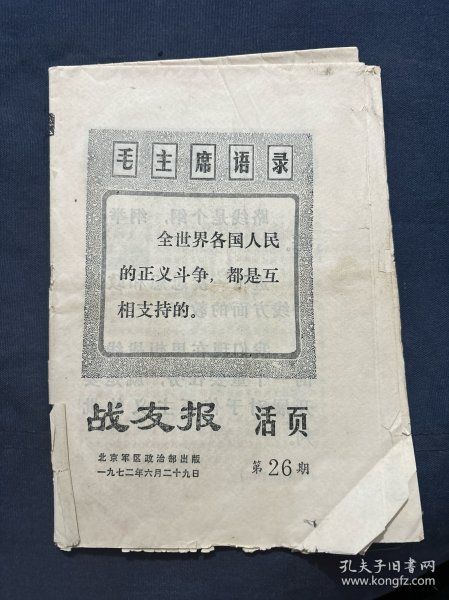 毛主席语录
全世界各国人民
的正义斗争，都是互
相支持的。
战友报 活页
北京军区政治部出版
一九七二年六月二十九日
第26期
孔夫子旧书网
www.kongfz.com